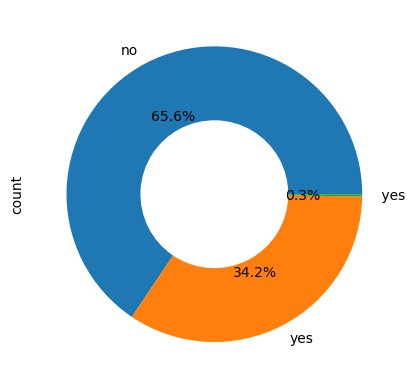 no
65.6%
count
0.3%
yes
34.2%
yes